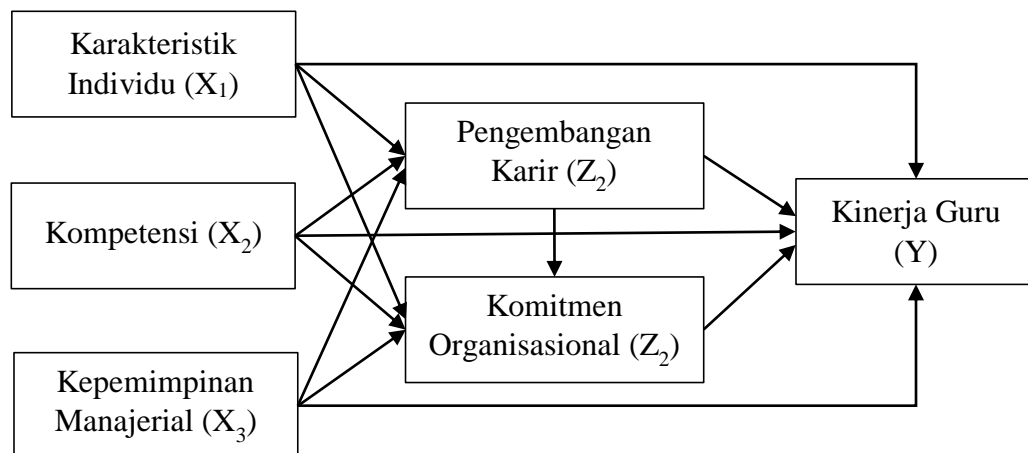 Karakteristik
Individu (X₁)
Pengembangan
Karir (Z₂)
Kompetensi (X₂)
Kinerja Guru
(Y)
Komitmen
Organisasional (Z₂)
Kepemimpinan
Manajerial (X₃)